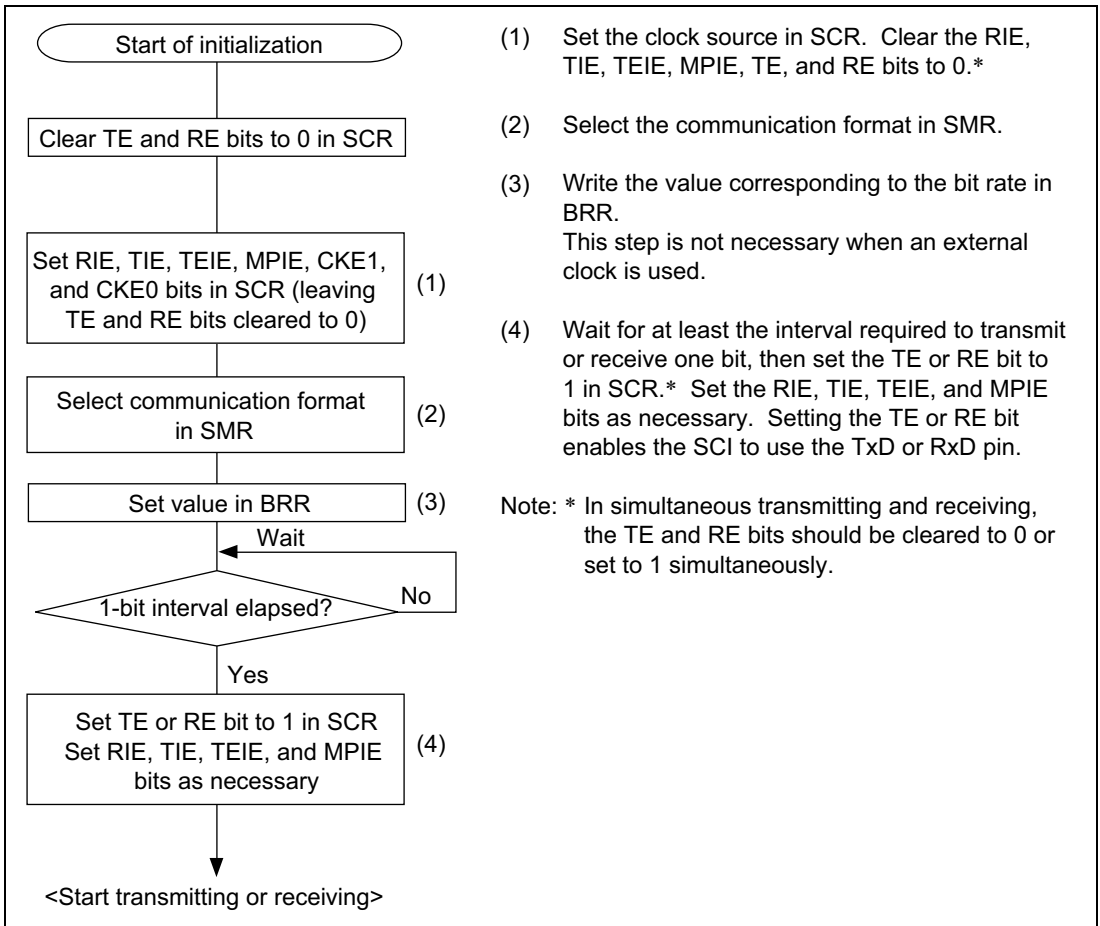 Start of initialization
Clear TE and RE bits to 0 in SCR
Set RIE, TIE, TEIE, MPIE, CKE1,
and CKE0 bits in SCR (leaving
TE and RE bits cleared to 0)
(1)
Select communication format
in SMR
(2)
Set value in BRR
(3)
Wait
1-bit interval elapsed?
No
Yes
Set TE or RE bit to 1 in SCR
Set RIE, TIE, TEIE, and MPIE
bits as necessary
(4)
<Start transmitting or receiving>
(1) Set the clock source in SCR. Clear the RIE,
TIE, TEIE, MPIE, TE, and RE bits to 0.*
(2) Select the communication format in SMR.
(3) Write the value corresponding to the bit rate in
BRR.
This step is not necessary when an external
clock is used.
(4) Wait for at least the interval required to transmit
or receive one bit, then set the TE or RE bit to
1 in SCR.* Set the RIE, TIE, TEIE, and MPIE
bits as necessary. Setting the TE or RE bit
enables the SCI to use the TxD or RxD pin.
Note: * In simultaneous transmitting and receiving,
the TE and RE bits should be cleared to 0 or
set to 1 simultaneously.